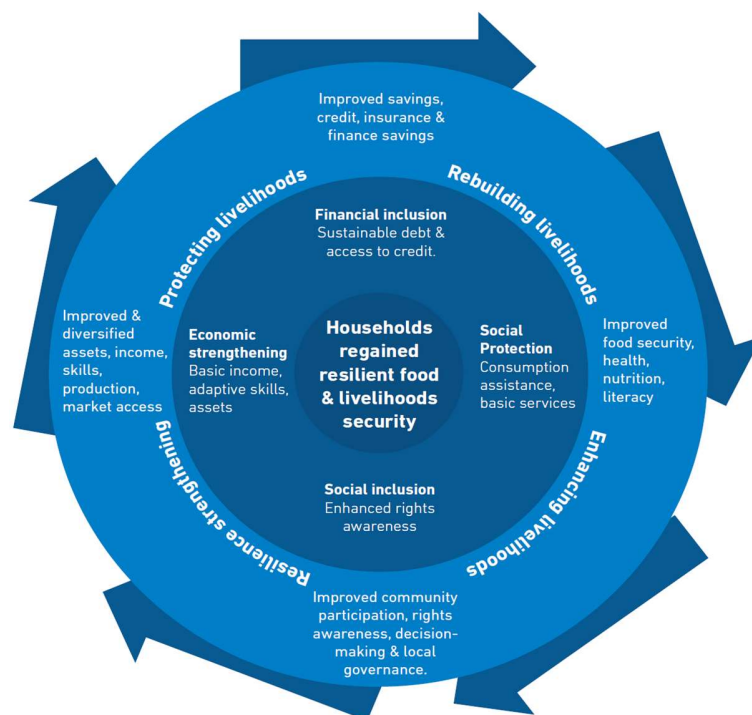 Improved savings,
credit, insurance &
finance savings
Protecting livelihoods
Rebuilding livelihoods
Financial inclusion
Sustainable debt &
access to credit.
Improved &
diversified
assets, income,
skills,
production,
market access
Economic
strengthening
Basic income,
adaptive skills,
assets
Households
regained
resilient food
& livelihoods
security
Social
Protection
Consumption
assistance,
basic services
Improved
food security,
health,
nutrition,
literacy
Social inclusion
Enhanced rights
awareness
Resilience strengthening
Enhancing livelihoods
Improved community
participation, rights
awareness, decision-
making & local
governance.